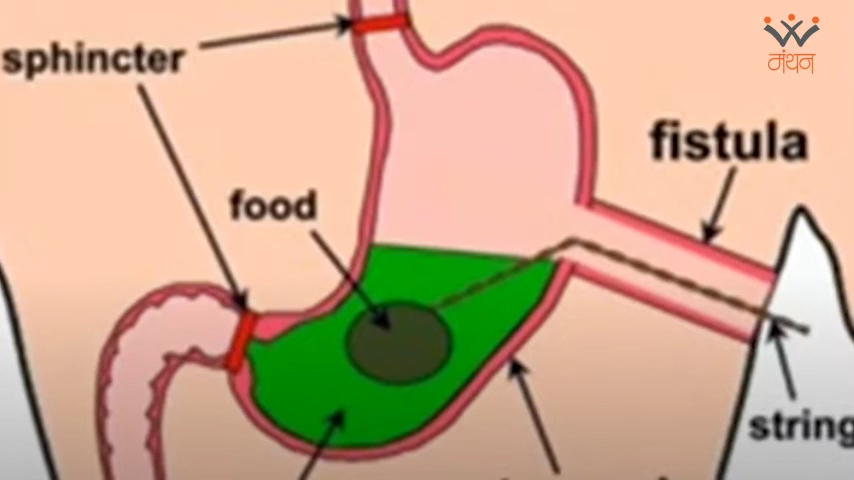 मंथन
sphincter
fistula
food
string